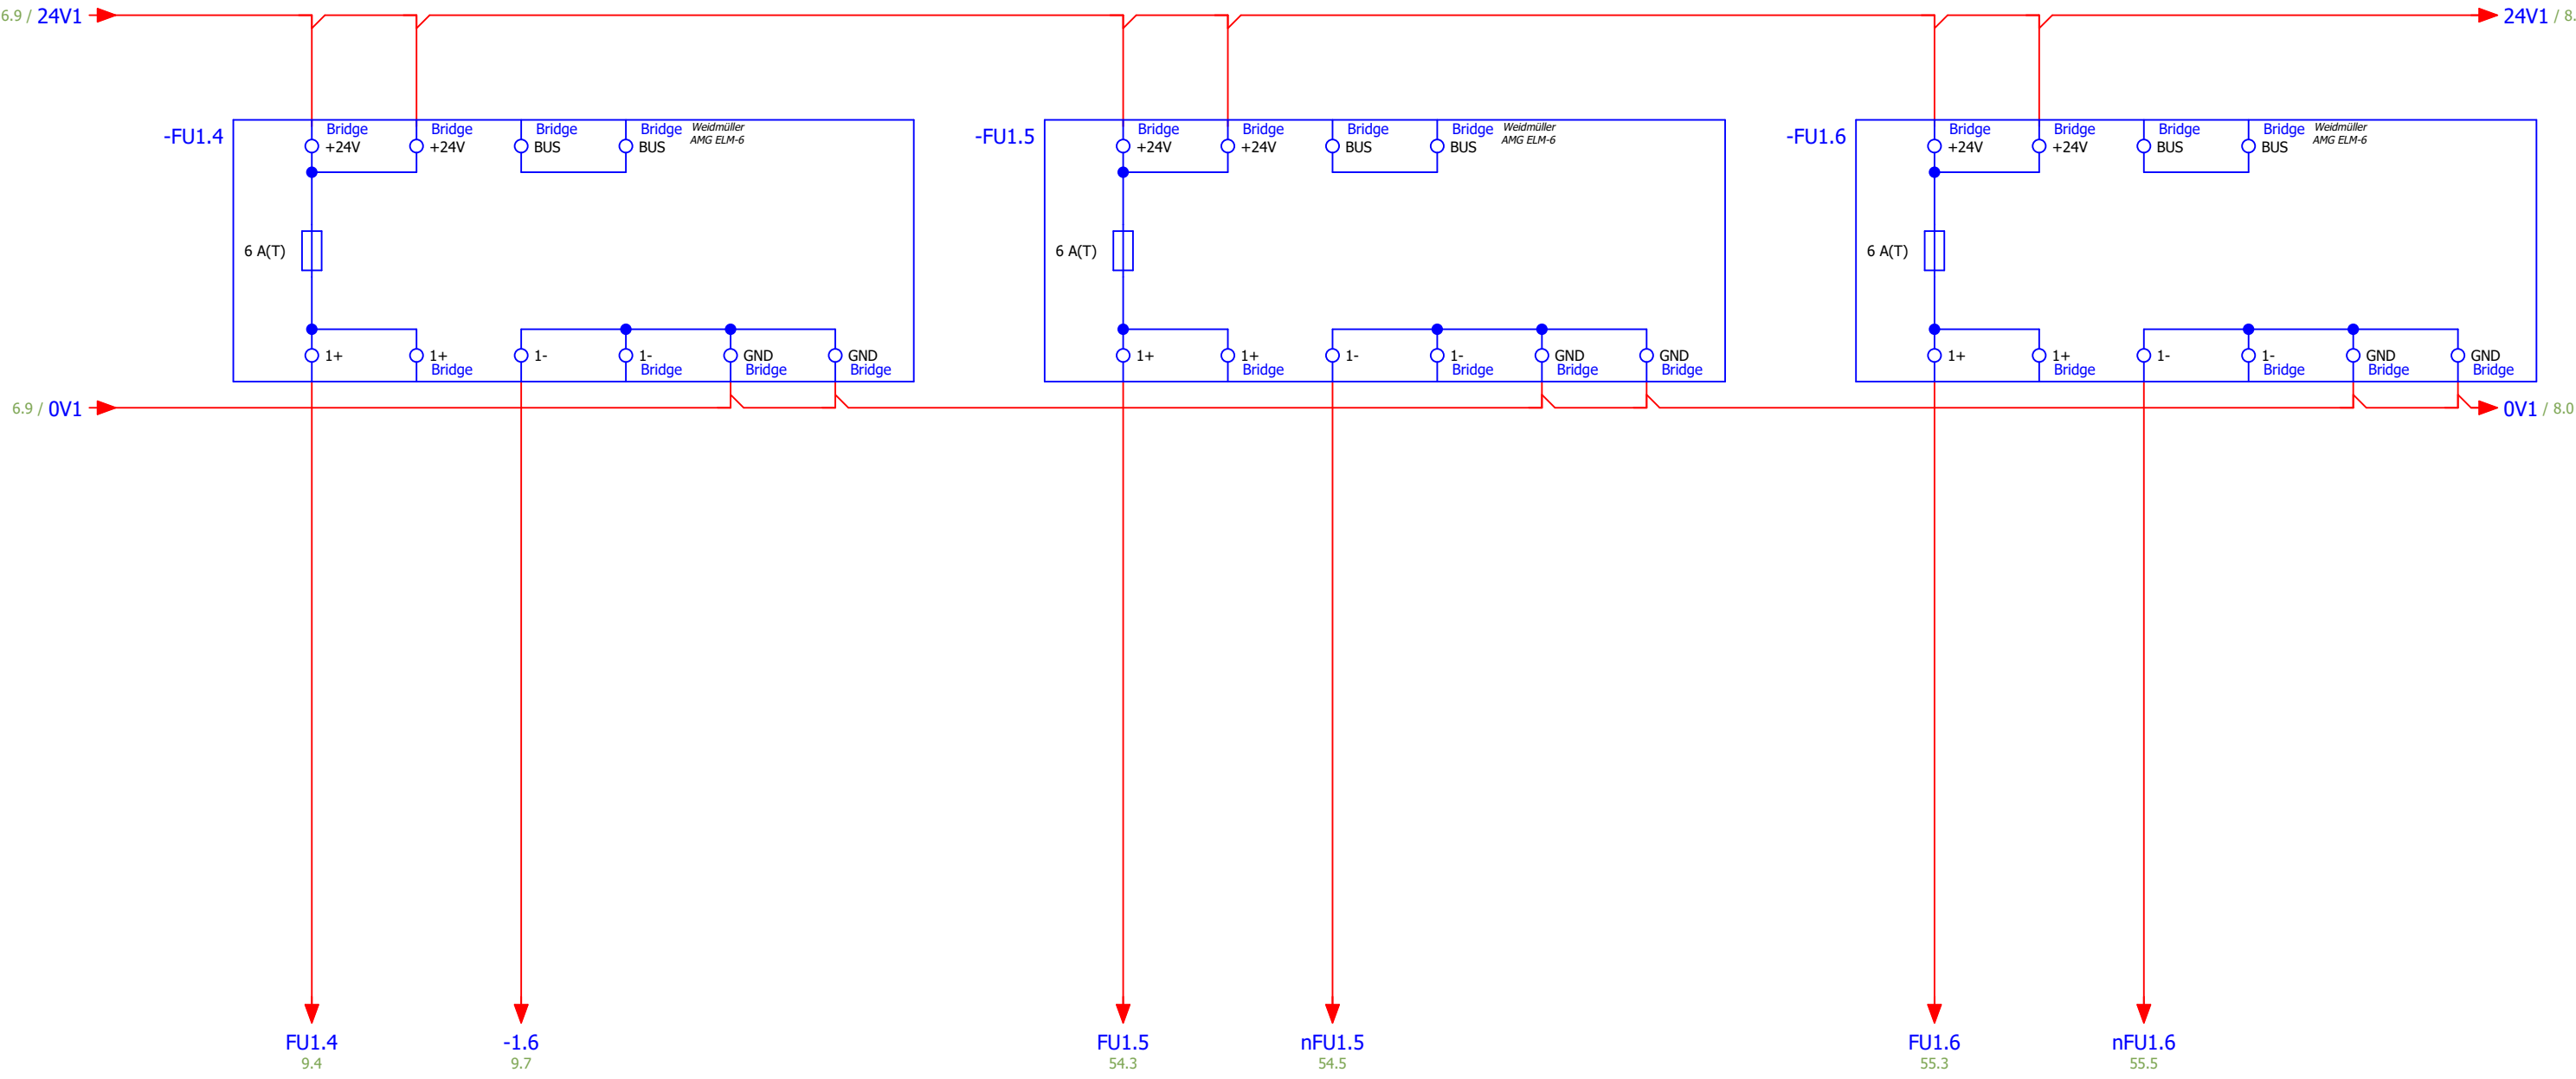 6.9 / 24V1
24V1 / 8.
-FU1.4
Bridge Bridge Bridge Bridge Weidmüller
AMG ELM-6
+24V +24V BUS BUS
6 A(T)
1+ 1+ 1- 1- GND GND
Bridge Bridge Bridge Bridge
-FU1.5
Bridge Bridge Bridge Bridge Weidmüller
AMG ELM-6
+24V +24V BUS BUS
6 A(T)
1+ 1+ 1- 1- GND GND
Bridge Bridge Bridge Bridge
-FU1.6
Bridge Bridge Bridge Bridge Weidmüller
AMG ELM-6
+24V +24V BUS BUS
6 A(T)
1+ 1+ 1- 1- GND GND
Bridge Bridge Bridge Bridge
6.9 / 0V1
0V1 / 8.0
FU1.4
9.4
-1.6
9.7
FU1.5
54.3
nFU1.5
54.5
FU1.6
55.3
nFU1.6
55.5